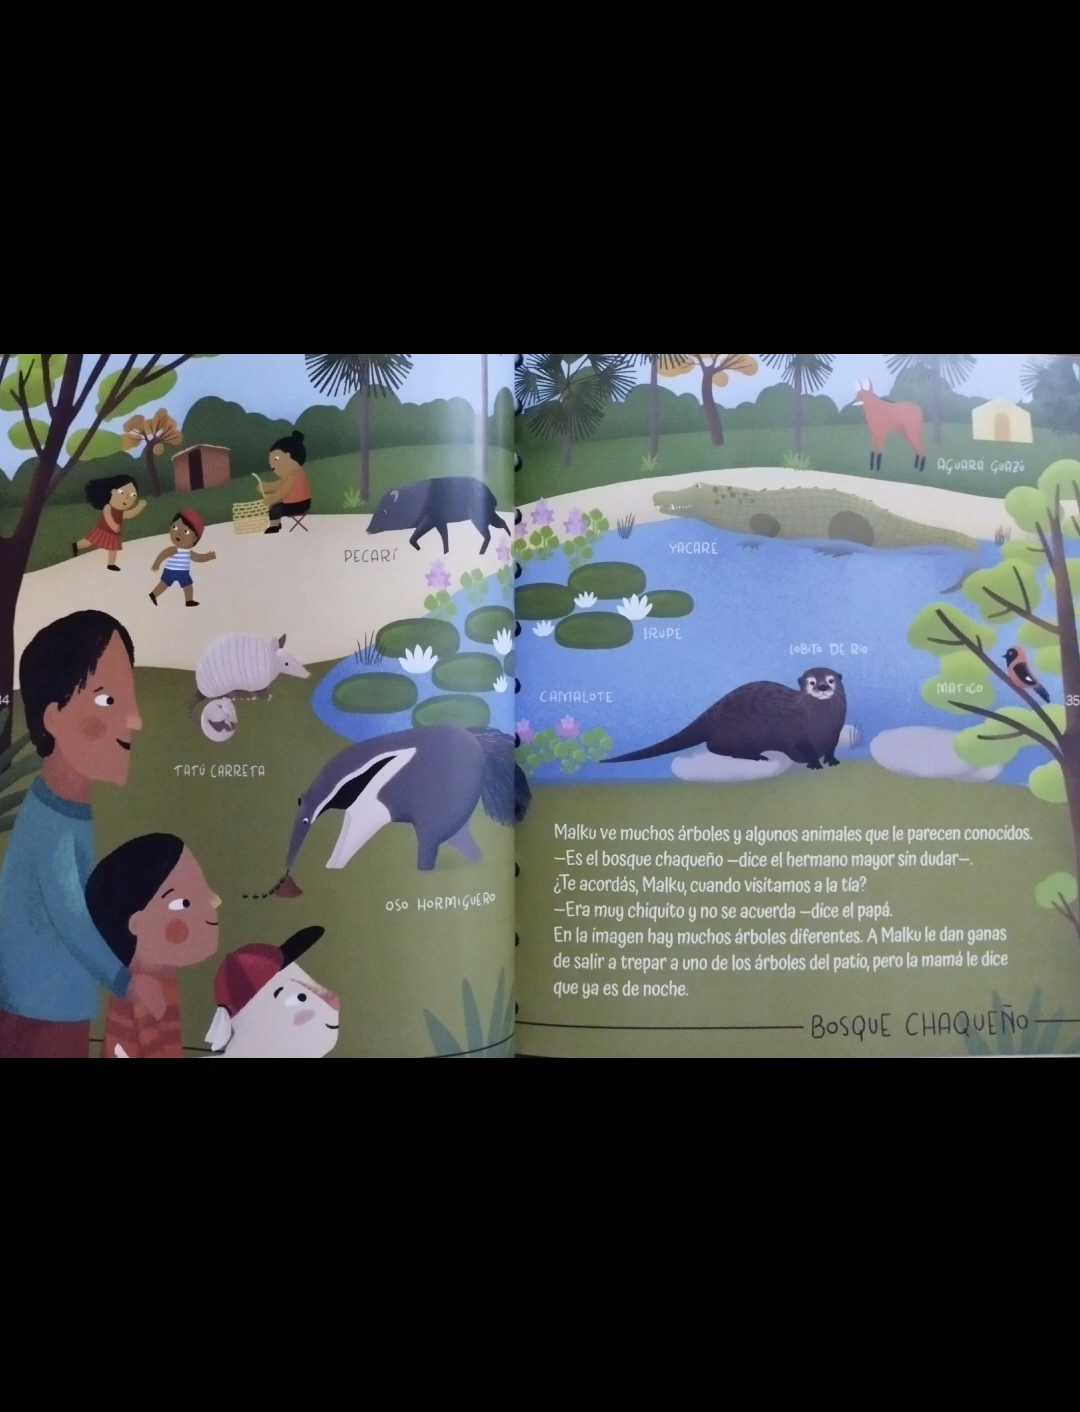 PECARÍ
TATÚ CARRETA
OSO HORMIGUERO
AGUARÁ GUAZÚ
YACARÉ
IRUPÉ
LOBITO DE RÍO
CAMALOTE
MATICO
35
Malku ve muchos árboles y algunos animales que le parecen conocidos.
—Es el bosque chaqueño —dice el hermano mayor sin dudar—.
¿Te acordás, Malku, cuando visitamos a la tía?
—Era muy chiquito y no se acuerda —dice el papá.
En la imagen hay muchos árboles diferentes. A Malku le dan ganas
de salir a trepar a uno de los árboles del patio, pero la mamá le dice
que ya es de noche.
BOSQUE CHAQUEÑO